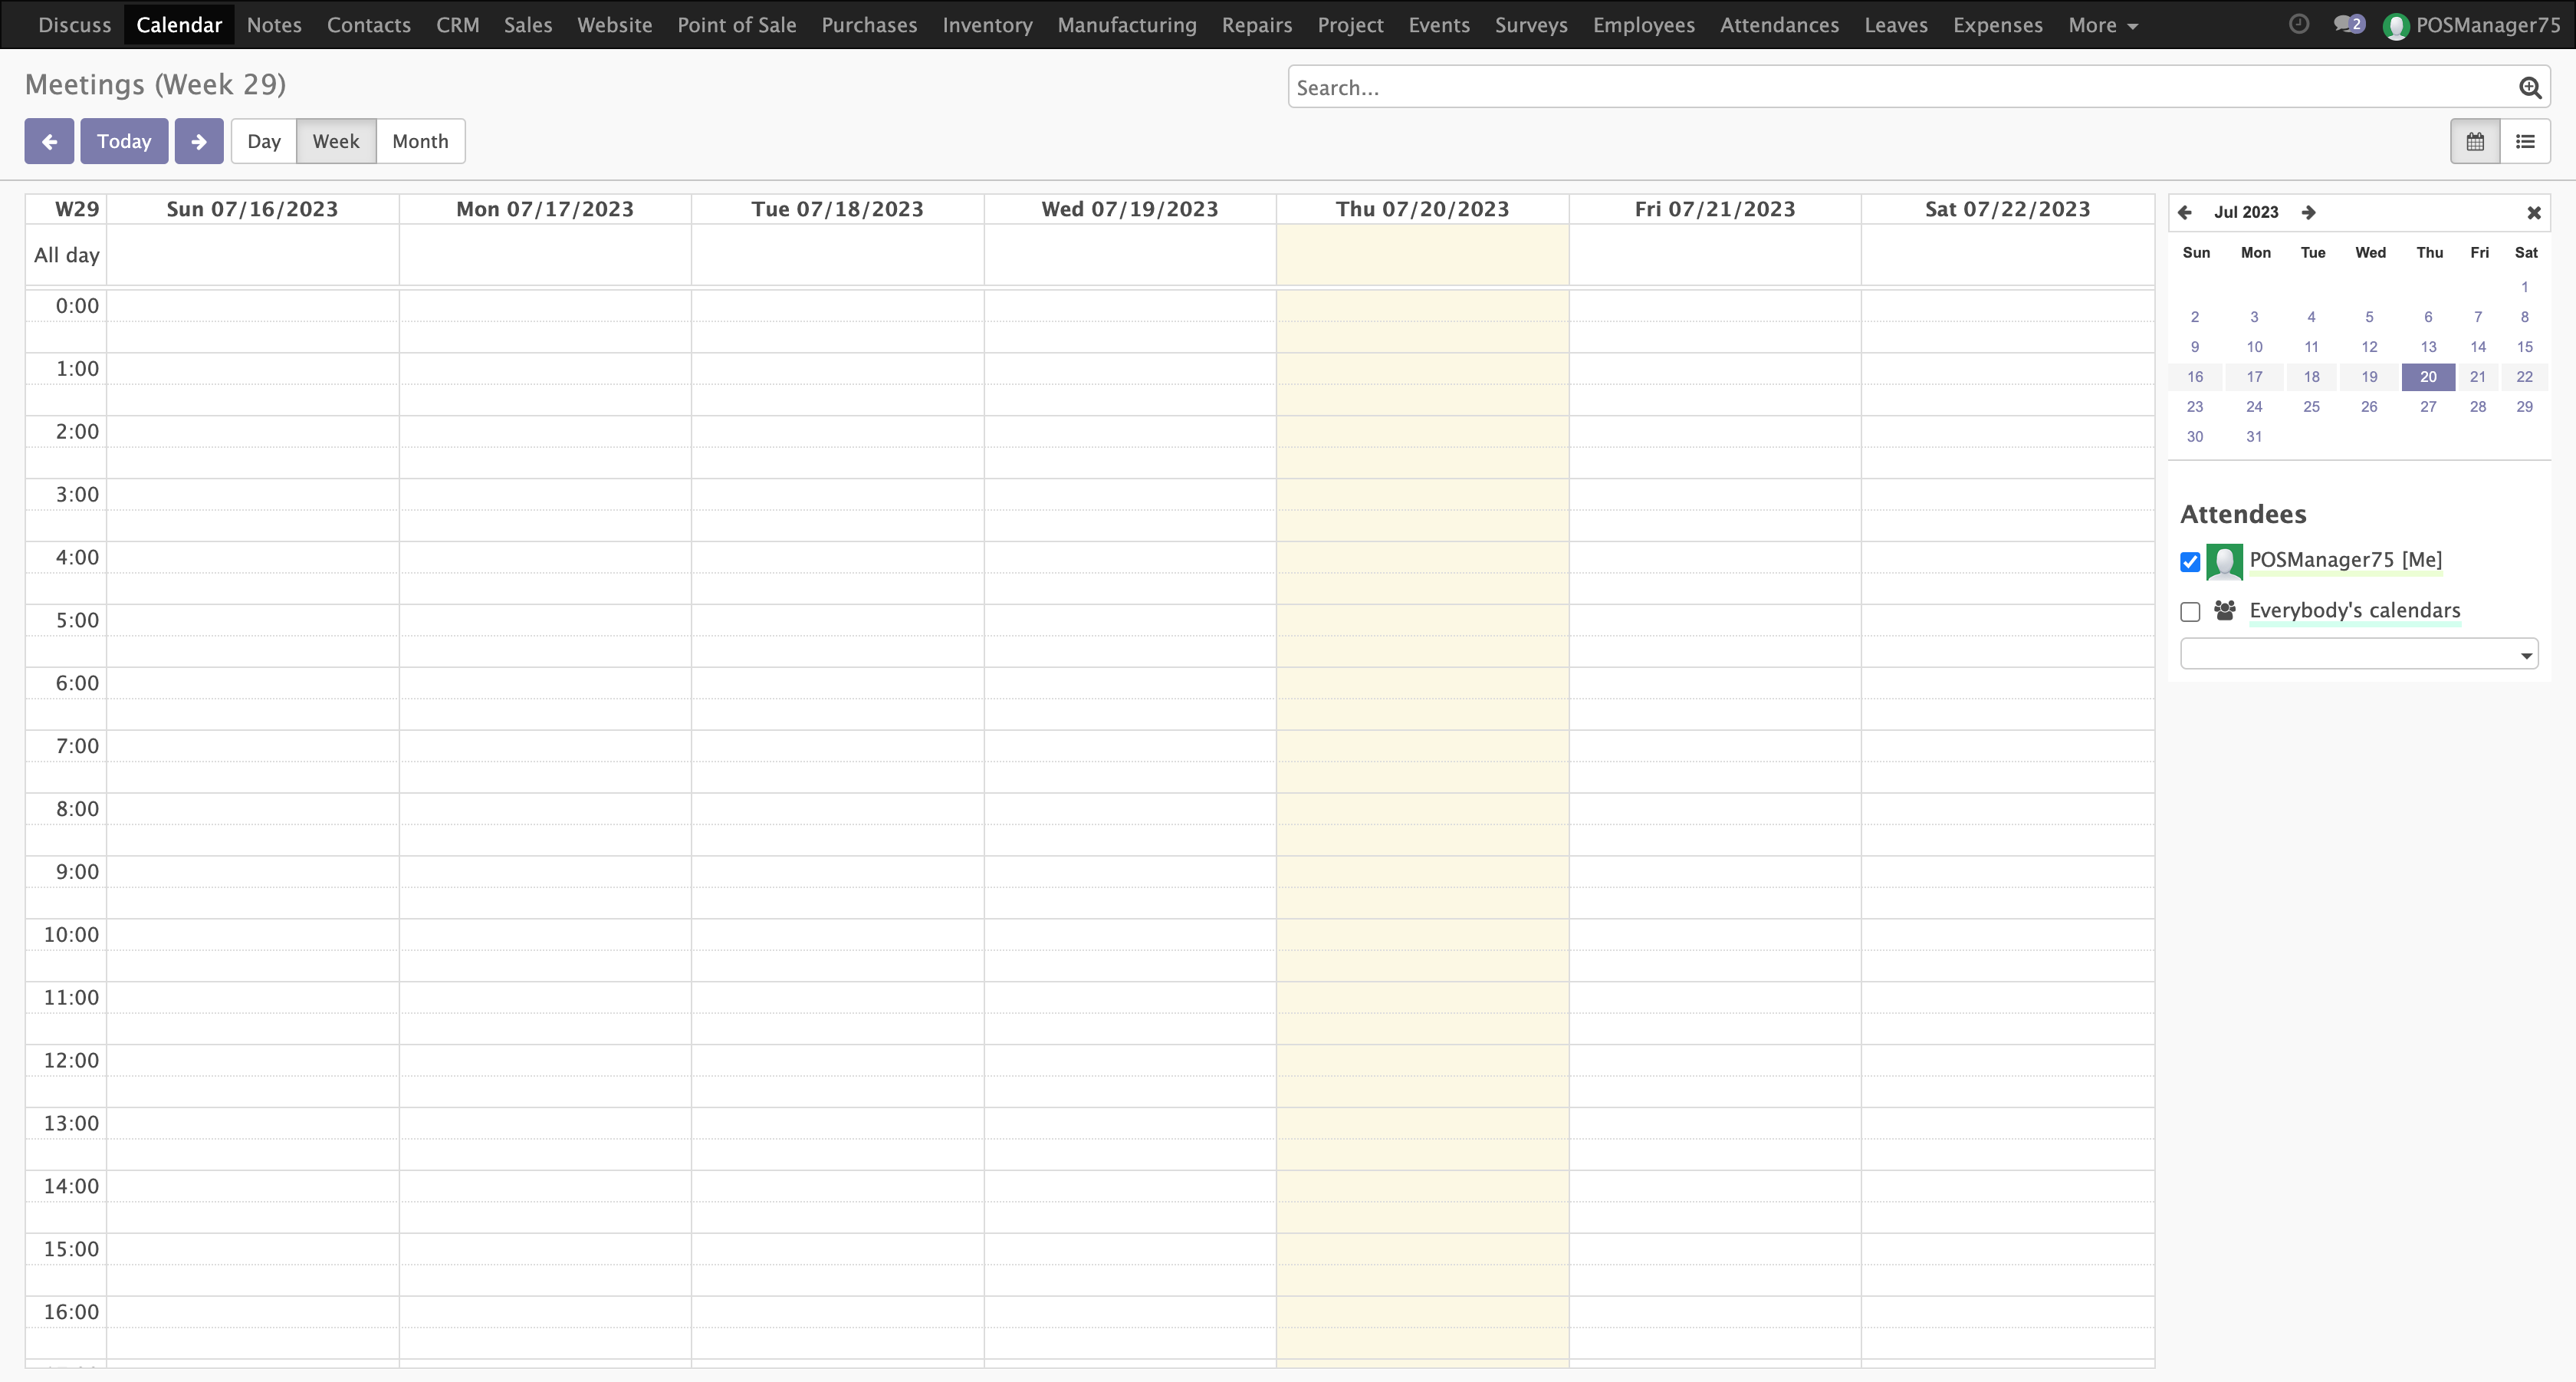 Discuss Calendar Notes Contacts CRM Sales Website Point of Sale Purchases Inventory Manufacturing Repairs Project Events Surveys Employees Attendances Leaves Expenses More 2 POSManager75
Meetings (Week 29)
Search...
Today Day Week Month
W29 Sun 07/16/2023 Mon 07/17/2023 Tue 07/18/2023 Wed 07/19/2023 Thu 07/20/2023 Fri 07/21/2023 Sat 07/22/2023
All day
0:00
1:00
2:00
3:00
4:00
5:00
6:00
7:00
8:00
9:00
10:00
11:00
12:00
13:00
14:00
15:00
16:00
Jul 2023
Sun Mon Tue Wed Thu Fri Sat
1
2 3 4 5 6 7 8
9 10 11 12 13 14 15
16 17 18 19 20 21 22
23 24 25 26 27 28 29
30 31
Attendees
POSManager75 [Me]
Everybody's calendars